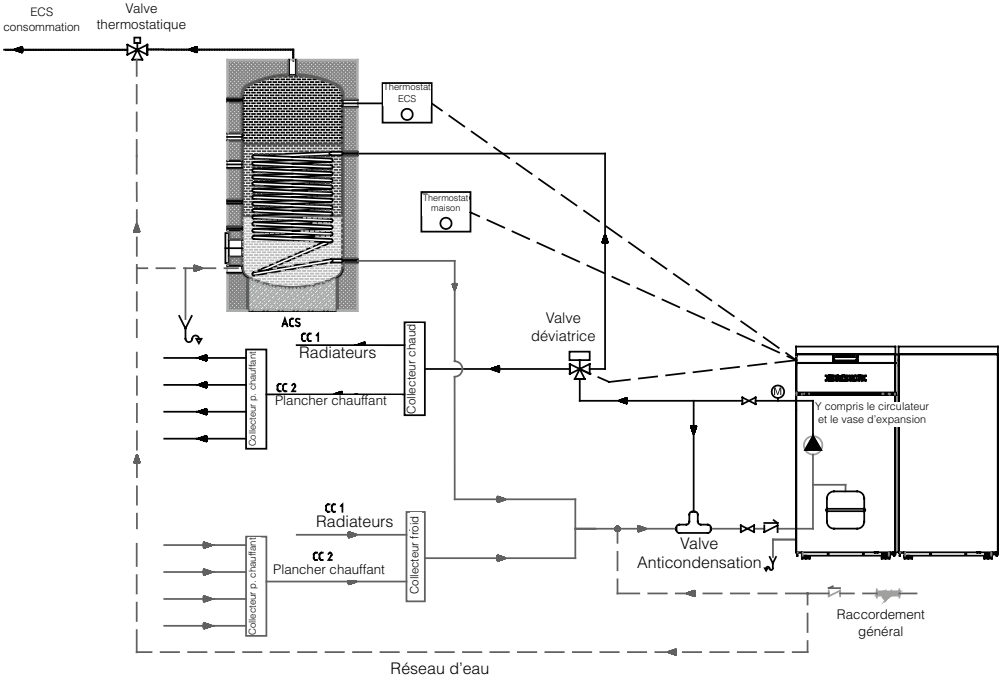 ECS
consommation
Valve
thermostatique
Thermostat
ECS
Thermostat
maison
ACS
CC 1
Radiateurs
CC 2
Plancher chauffant
Collecteur p. chauffant
Collecteur chaud
Valve
déviatrice
M
Y compris le circulateur
et le vase d'expansion
CC 1
Radiateurs
CC 2
Plancher chauffant
Collecteur p. chauffant
Collecteur froid
Valve
Anticondensation
Raccordement
général
Réseau d'eau